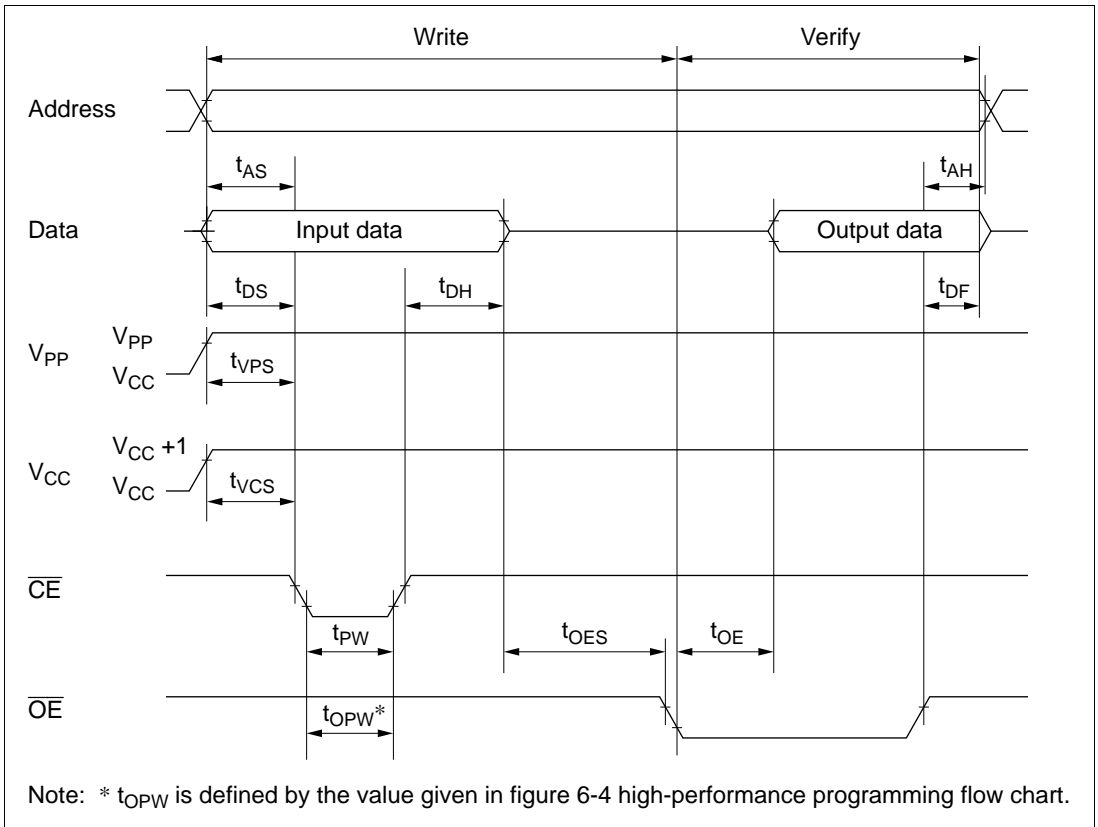 Write Verify
Address
tAS tAH
Data Input data Output data
tDS tDH tDF
VPP VPP
VCC tVPS
VCC VCC +1
VCC tVCS
CE
tPW tOES tOE
OE
tOPW*
Note: * tOPW is defined by the value given in figure 6-4 high-performance programming flow chart.